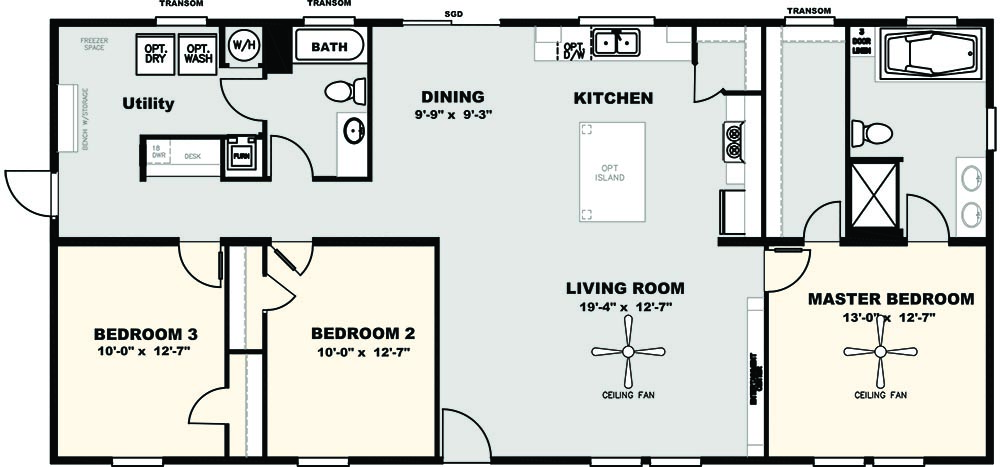 TRANSOM
TRANSOM
SGD
TRANSOM
FREEZER
SPACE
OPT.
DRY
OPT.
WASH
W/H
BATH
OPT.
D/W
3
DOOR
LINEN
Utility
BENCH W/STORAGE
DINING
9'-9" x 9'-3"
KITCHEN
18
DWR
DESK
FURN
OPT
ISLAND
LIVING ROOM
19'-4" x 12'-7"
MASTER BEDROOM
13'-0" x 12'-7"
BEDROOM 3
10'-0" x 12'-7"
BEDROOM 2
10'-0" x 12'-7"
ENTERTAINMENT
CENTER
CEILING FAN
CEILING FAN